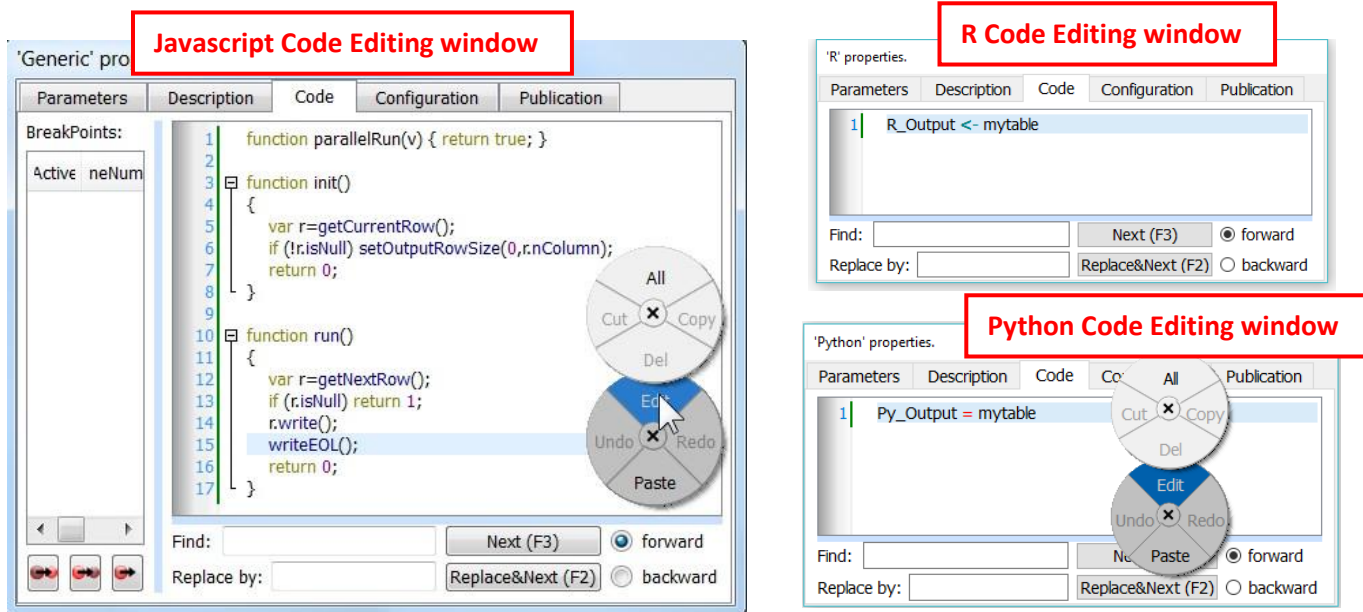 Javascript Code Editing window
'Generic' pro
Parameters Description Code Configuration Publication
BreakPoints:
Active neNum
1 function parallelRun(v) { return true; }
2
3 function init()
4 {
5 var r=getCurrentRow();
6 if (!r.isNull) setOutputRowSize(0,r.nColumn);
7 return 0;
8 }
9
10 function run()
11 {
12 var r=getNextRow();
13 if (r.isNull) return 1;
14 r.write();
15 writeEOL();
16 return 0;
17 }
All
Cut Copy
Del
Edit
Undo Redo
Paste
Find: Next (F3) forward
Replace by: Replace&Next (F2) backward
R Code Editing window
'R' properties.
Parameters Description Code Configuration Publication
1 R_Output <- mytable
Find: Next (F3) forward
Replace by: Replace&Next (F2) backward
Python Code Editing window
'Python' properties.
Parameters Description Code Co Publication
1 Py_Output = mytable
All
Cut Copy
Del
Edit
Undo Redo
Paste
Find: Ne forward
Replace by: Replace&Next (F2) backward